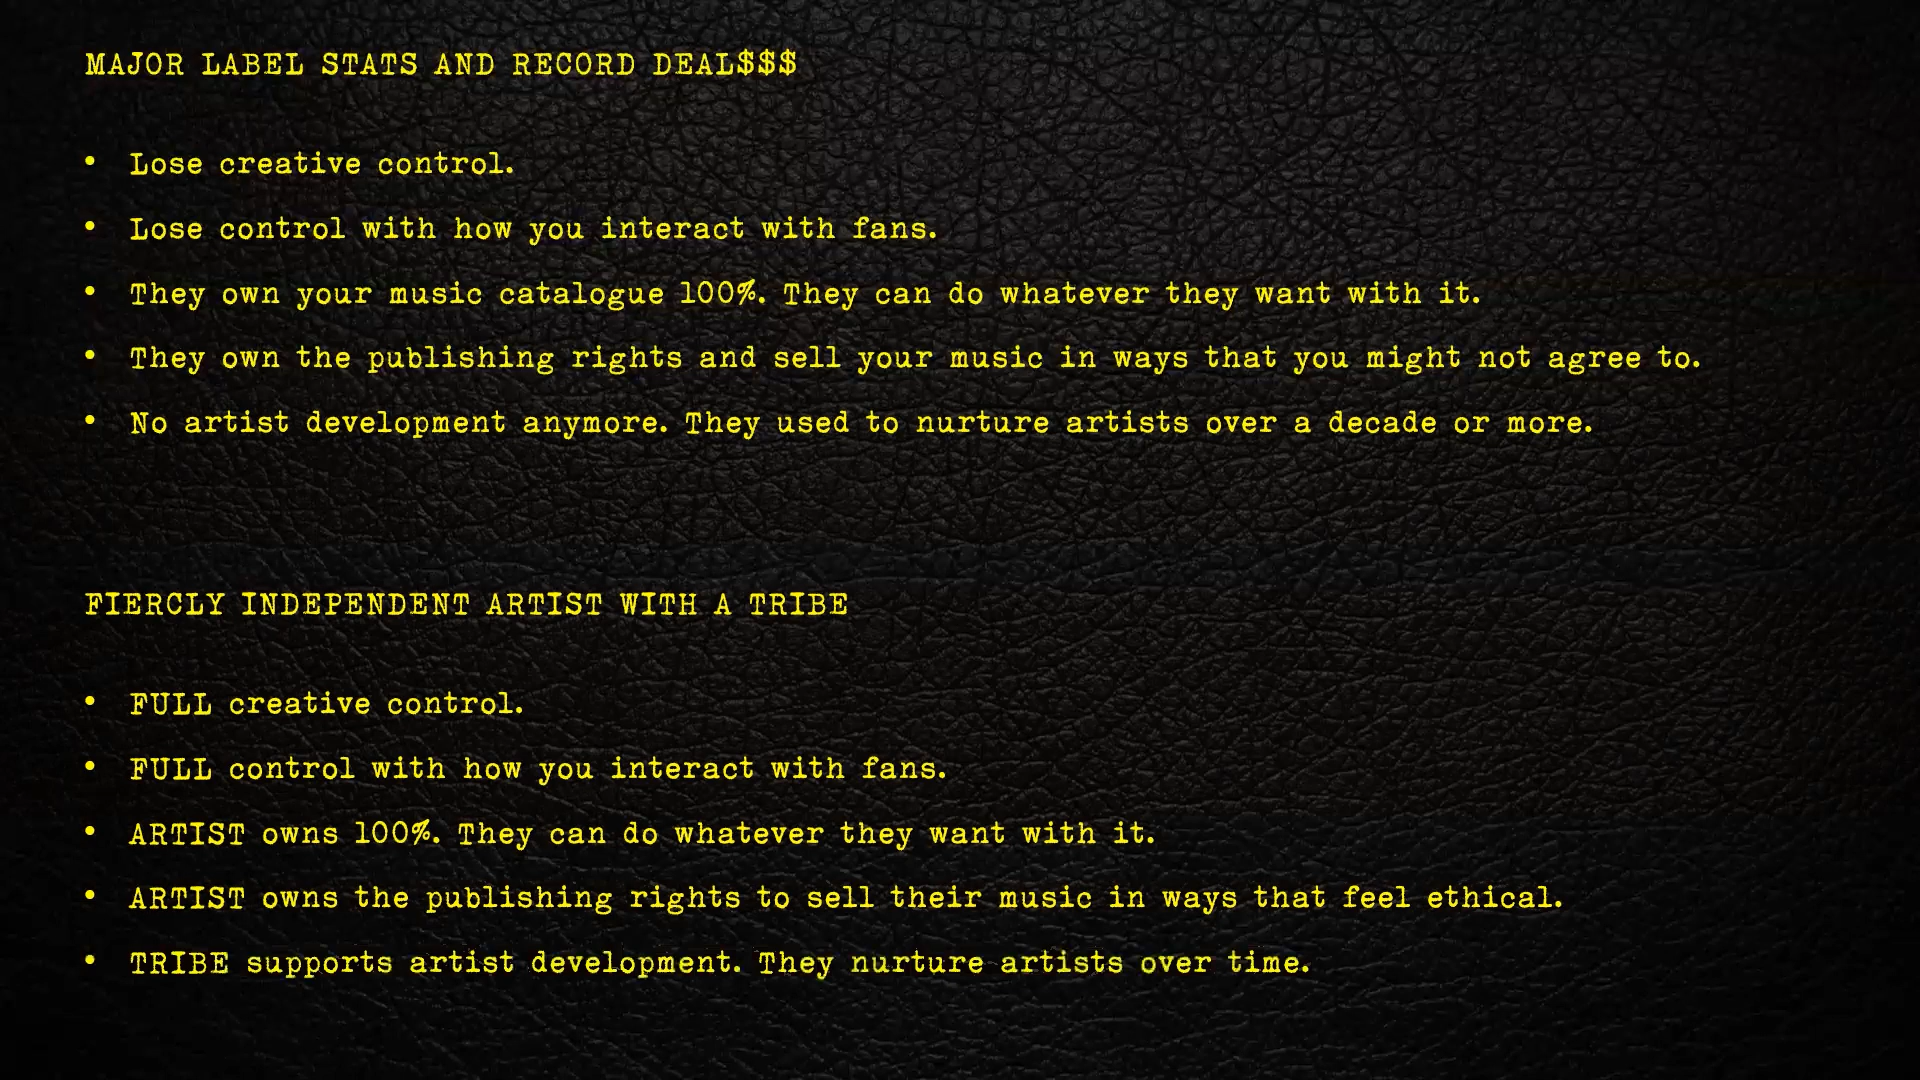 MAJOR LABEL STATS AND RECORD DEAL$$$
• Lose creative control.
• Lose control with how you interact with fans.
• They own your music catalogue 100%. They can do whatever they want with it.
• They own the publishing rights and sell your music in ways that you might not agree to.
• No artist development anymore. They used to nurture artists over a decade or more.
FIERCLY INDEPENDENT ARTIST WITH A TRIBE
• FULL creative control.
• FULL control with how you interact with fans.
• ARTIST owns 100%. They can do whatever they want with it.
• ARTIST owns the publishing rights to sell their music in ways that feel ethical.
• TRIBE supports artist development. They nurture artists over time.